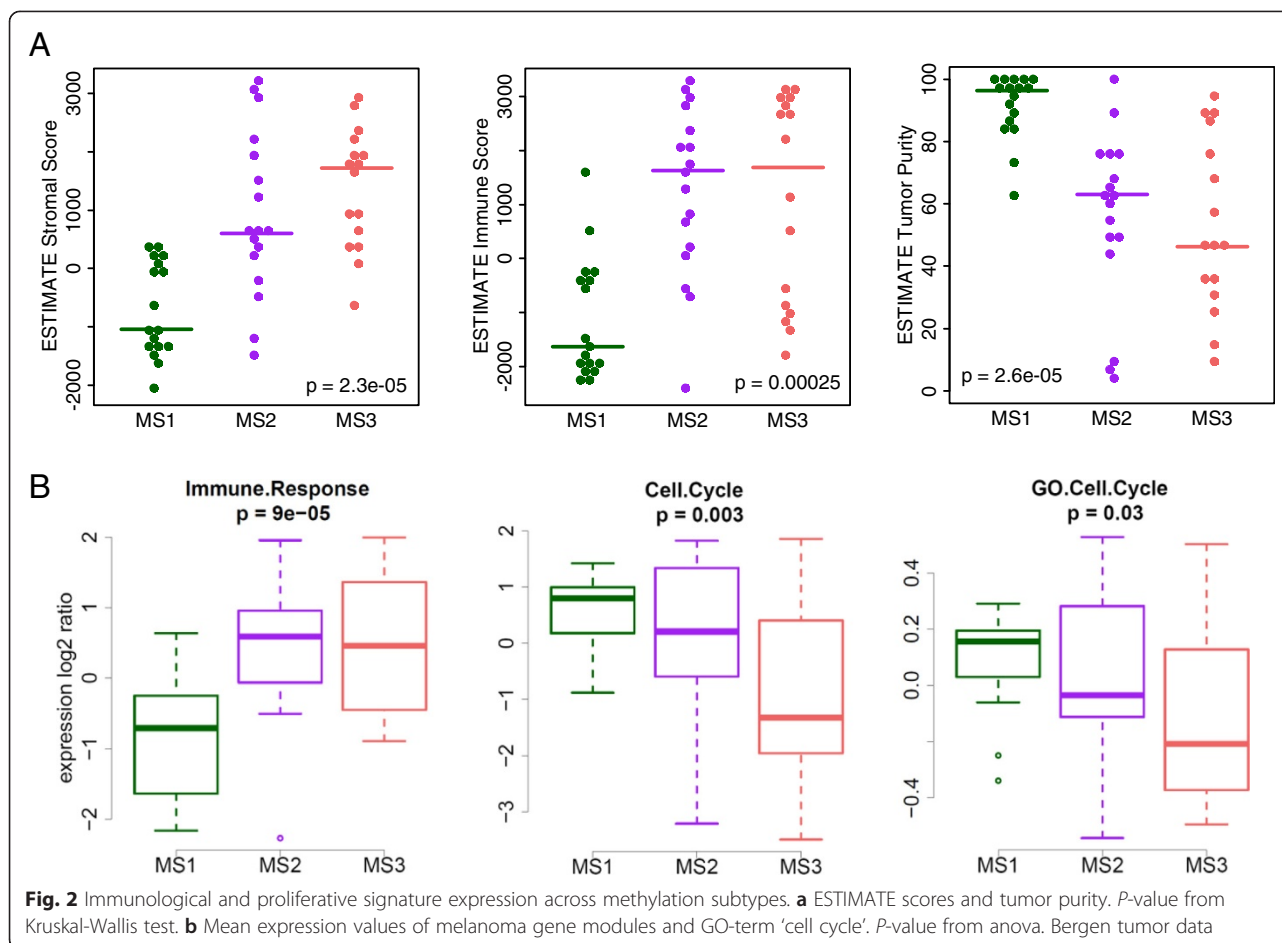 A
ESTIMATE Stromal Score
3000
1000
0
-2000
p = 2.3e-05
MS1 MS2 MS3
ESTIMATE Immune Score
3000
0
-2000
p = 0.00025
MS1 MS2 MS3
ESTIMATE Tumor Purity
100
80
60
40
20
0
p = 2.6e-05
MS1 MS2 MS3
B
Immune.Response
p = 9e−05
expression log2 ratio
2
1
0
−1
−2
MS1 MS2 MS3
Cell.Cycle
p = 0.003
2
1
0
−1
−2
−3
MS1 MS2 MS3
GO.Cell.Cycle
p = 0.03
0.4
0.2
0.0
−0.4
MS1 MS2 MS3
Fig. 2 Immunological and proliferative signature expression across methylation subtypes. a ESTIMATE scores and tumor purity. P-value from
Kruskal-Wallis test. b Mean expression values of melanoma gene modules and GO-term ‘cell cycle’. P-value from anova. Bergen tumor data